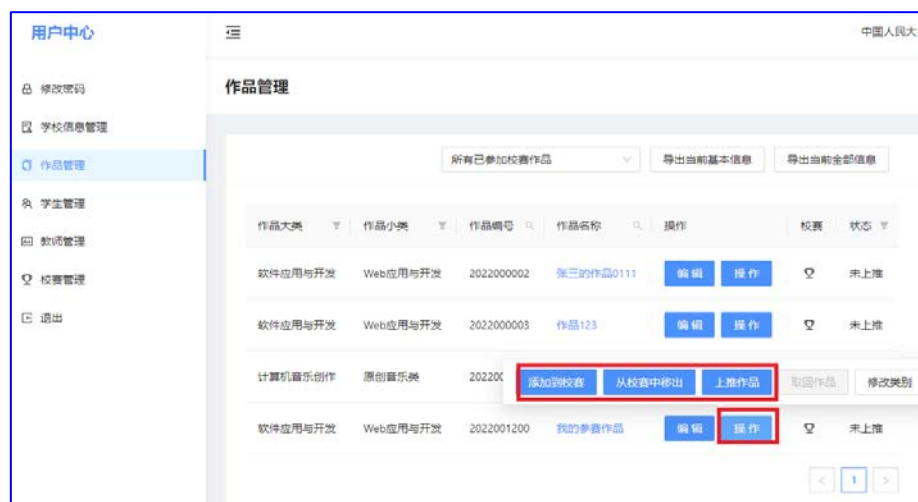 用户中心
中国人民大
修改密码
学校信息管理
作品管理
学生管理
教师管理
校赛管理
退出
作品管理
所有已参加校赛作品 导出当前基本信息 导出当前全部信息
作品大类 作品小类 作品编号 作品名称 操作 校赛 状态
软件应用与开发 Web应用与开发 2022000002 张三的作品0111 编辑 操作 未上推
软件应用与开发 Web应用与开发 2022000003 作品123 编辑 操作 未上推
计算机音乐创作 原创音乐类 202200 添加到校赛 从校赛中移出 上推作品 取回作品 修改类别
软件应用与开发 Web应用与开发 2022001200 我的参赛作品 编辑 操作 未上推
< 1 >